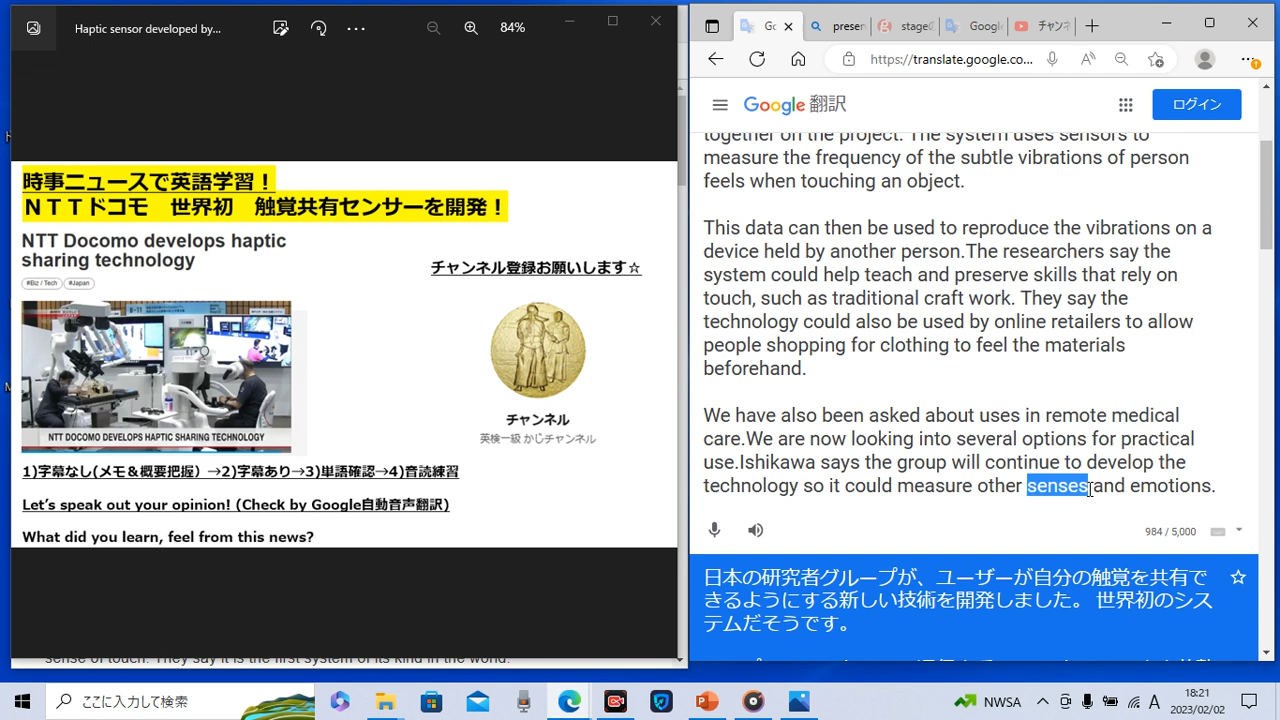 Haptic sensor developed by...
84%
時事ニュースで英語学習！
ＮＴＴドコモ　世界初　触覚共有センサーを開発！
NTT Docomo develops haptic
sharing technology
#Biz / Tech #Japan
チャンネル登録お願いします☆
NTT DOCOMO DEVELOPS HAPTIC SHARING TECHNOLOGY
チャンネル
英検一級 かじチャンネル
1)字幕なし(メモ＆概要把握）→2)字幕あり→3)単語確認→4)音読練習
Let's speak out your opinion! (Check by Google自動音声翻訳)
What did you learn, feel from this news?
sense of touch. They say it is the first system of its kind in the world.
Go
presen
stageの
Google
チャンネ
https://translate.google.co...
Google 翻訳
ログイン
together on the project. The system uses sensors to
measure the frequency of the subtle vibrations of person
feels when touching an object.
This data can then be used to reproduce the vibrations on a
device held by another person.The researchers say the
system could help teach and preserve skills that rely on
touch, such as traditional craft work. They say the
technology could also be used by online retailers to allow
people shopping for clothing to feel the materials
beforehand.
We have also been asked about uses in remote medical
care.We are now looking into several options for practical
use.Ishikawa says the group will continue to develop the
technology so it could measure other senses and emotions.
984 / 5,000
日本の研究者グループが、ユーザーが自分の触覚を共有で
きるようにする新しい技術を開発しました。 世界初のシス
テムだそうです。
ここに入力して検索
NWSA
A
18:21
2023/02/02